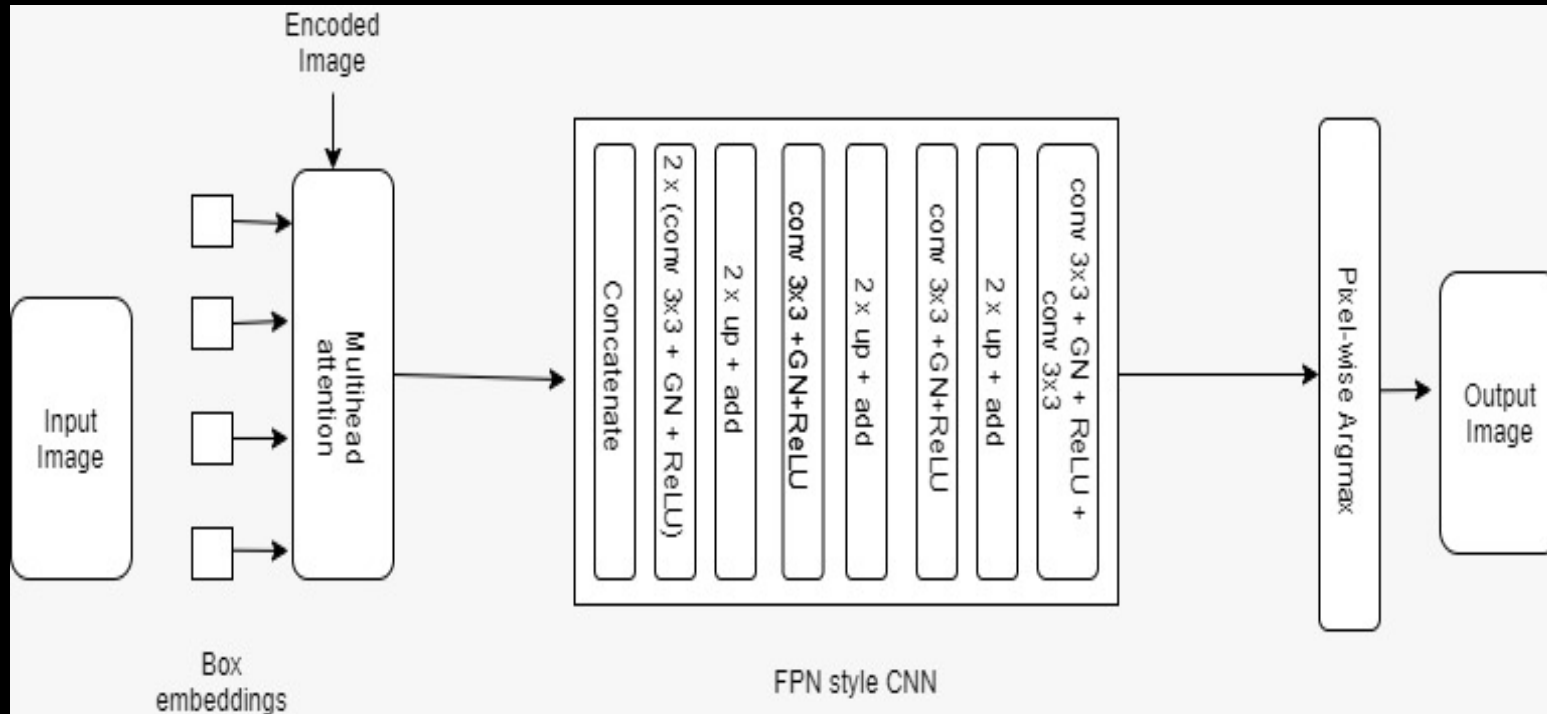 Encoded
Image
Input
Image
Box
embeddings
Multihead
attention
Concatenate
2 x (conv 3x3 + GN + ReLU)
2 x up + add
conv 3x3 +GN+ReLU
2 x up + add
conv 3x3 +GN+ReLU
2 x up + add
conv 3x3 + GN + ReLU +
conv 3x3
FPN style CNN
Pixel-wise Argmax
Output
Image